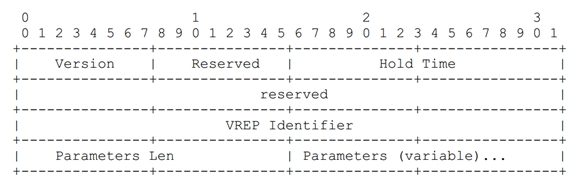 0                   1                   2                   3
0 1 2 3 4 5 6 7 8 9 0 1 2 3 4 5 6 7 8 9 0 1 2 3 4 5 6 7 8 9 0 1
+---------------+---------------+---------------+---------------+
|    Version    |    Reserved   |          Hold Time            |
+---------------+---------------+---------------+---------------+
|                            reserved                           |
+---------------+---------------+---------------+---------------+
|                        VREP Identifier                        |
+---------------+---------------+---------------+---------------+
|    Parameters Len             | Parameters (variable)...      |
+---------------+---------------+---------------+---------------+